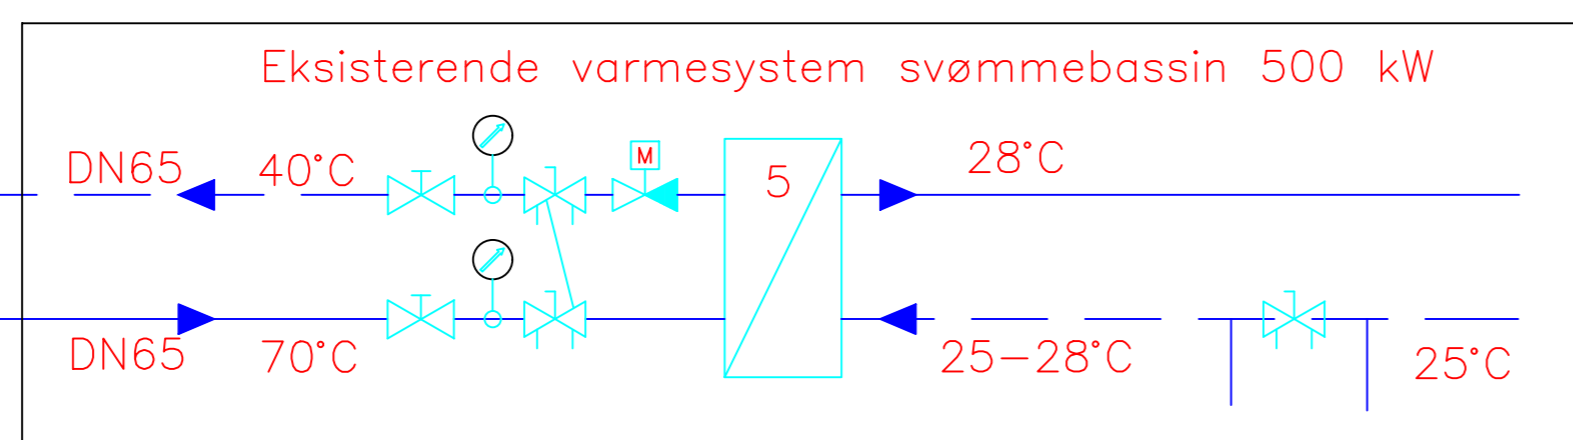 Eksisterende varmesystem svømmebassin 500 kW
DN65 40°C M 5 28°C
DN65 70°C 25-28°C 25°C